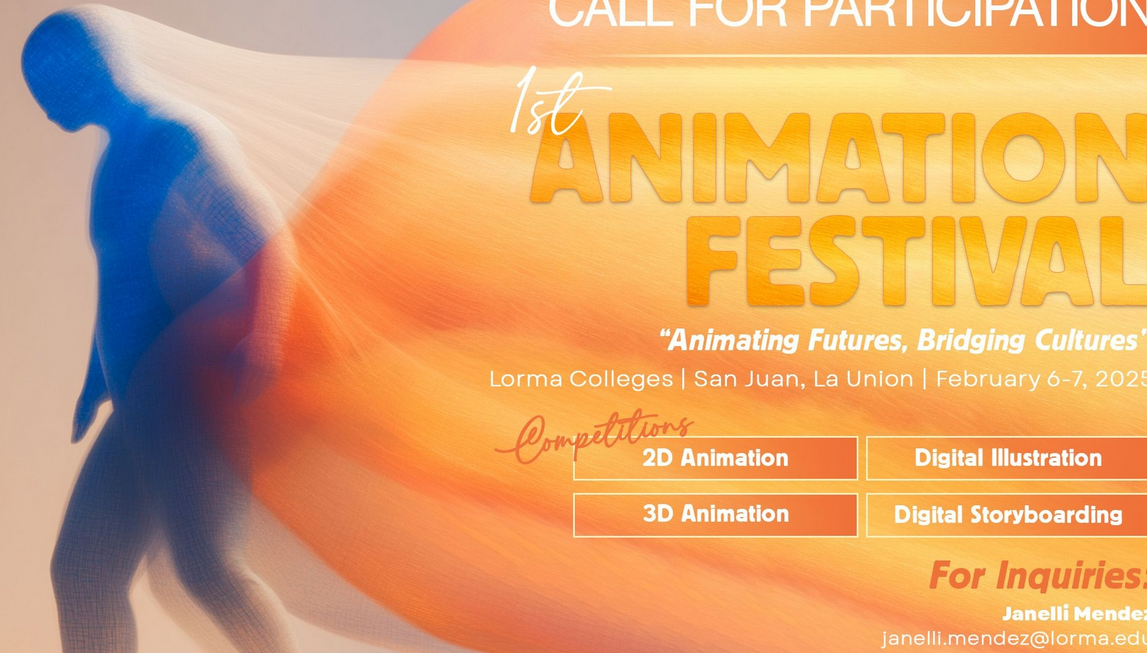 CALL FOR PARTICIPATION
1st
ANIMATION
FESTIVAL
“Animating Futures, Bridging Cultures”
Lorma Colleges | San Juan, La Union | February 6-7, 2025
Competitions
2D Animation
Digital Illustration
3D Animation
Digital Storyboarding
For Inquiries:
Janelli Mendez
janelli.mendez@lorma.edu